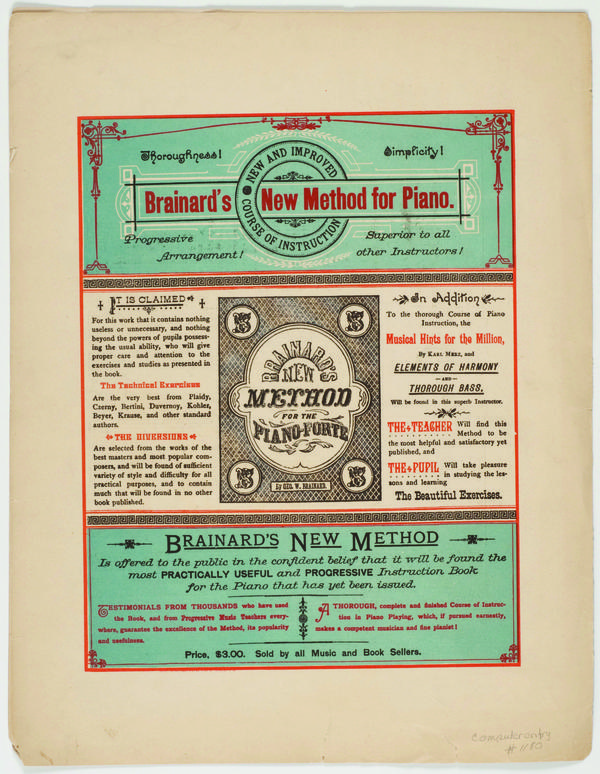 Thoroughness!
Simplicity!
NEW AND IMPROVED
Brainard's New Method for Piano.
COURSE OF INSTRUCTION
Progressive
Arrangement!
Superior to all
other Instructors!
IT IS CLAIMED
For this work that it contains nothing
useless or unnecessary, and nothing
beyond the powers of pupils possess-
ing the usual ability, who will give
proper care and attention to the
exercises and studies as presented in
the book.
The Technical Exercises
Are the very best from Plaidy,
Czerny, Bertini, Duvernoy, Kohler,
Beyer, Krause, and other standard
authors.
THE DIVERSIONS
Are selected from the works of the
best masters and most popular com-
posers, and will be found of sufficient
variety of style and difficulty for all
practical purposes, and to contain
much that will be found in no other
book published.
BRAINARD'S
NEW
METHOD
FOR THE
PIANO-FORTE
By GEO. W. BRAINARD.
In Addition
To the thorough Course of Piano
Instruction, the
Musical Hints for the Million,
By KARL MERZ, and
ELEMENTS OF HARMONY
—AND—
THOROUGH BASS,
Will be found in this superb Instructor.
THE TEACHER Will find this
Method to be
the most helpful and satisfactory yet
published, and
THE PUPIL Will take pleasure
in studying the les-
sons and learning
The Beautiful Exercises.
BRAINARD'S NEW METHOD
Is offered to the public in the confident belief that it will be found the
most PRACTICALLY USEFUL and PROGRESSIVE Instruction Book
for the Piano that has yet been issued.
TESTIMONIALS FROM THOUSANDS who have used
the Book, and from Progressive Music Teachers every-
where, guarantee the excellence of the Method, its popularity
and usefulness.
A THOROUGH, complete and finished Course of Instruc-
tion in Piano Playing, which, if pursued earnestly,
makes a competent musician and fine pianist!
Price, $3.00. Sold by all Music and Book Sellers.
Computer entry
# 1180